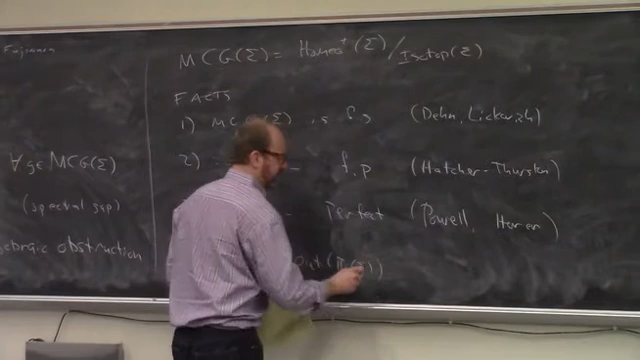 Fujiwara
∀ g ∈ MCG(Σ)
(spectral gap)
algebraic obstruction
MCG(Σ) = Homeo⁺(Σ)/Isotop(Σ)
FACTS
1) MCG(Σ) is f.g (Dehn, Lickorish)
2) – f.p (Hatcher-Thurston)
– Perfect (Powell, Harer)
Out(π₁(Σ))